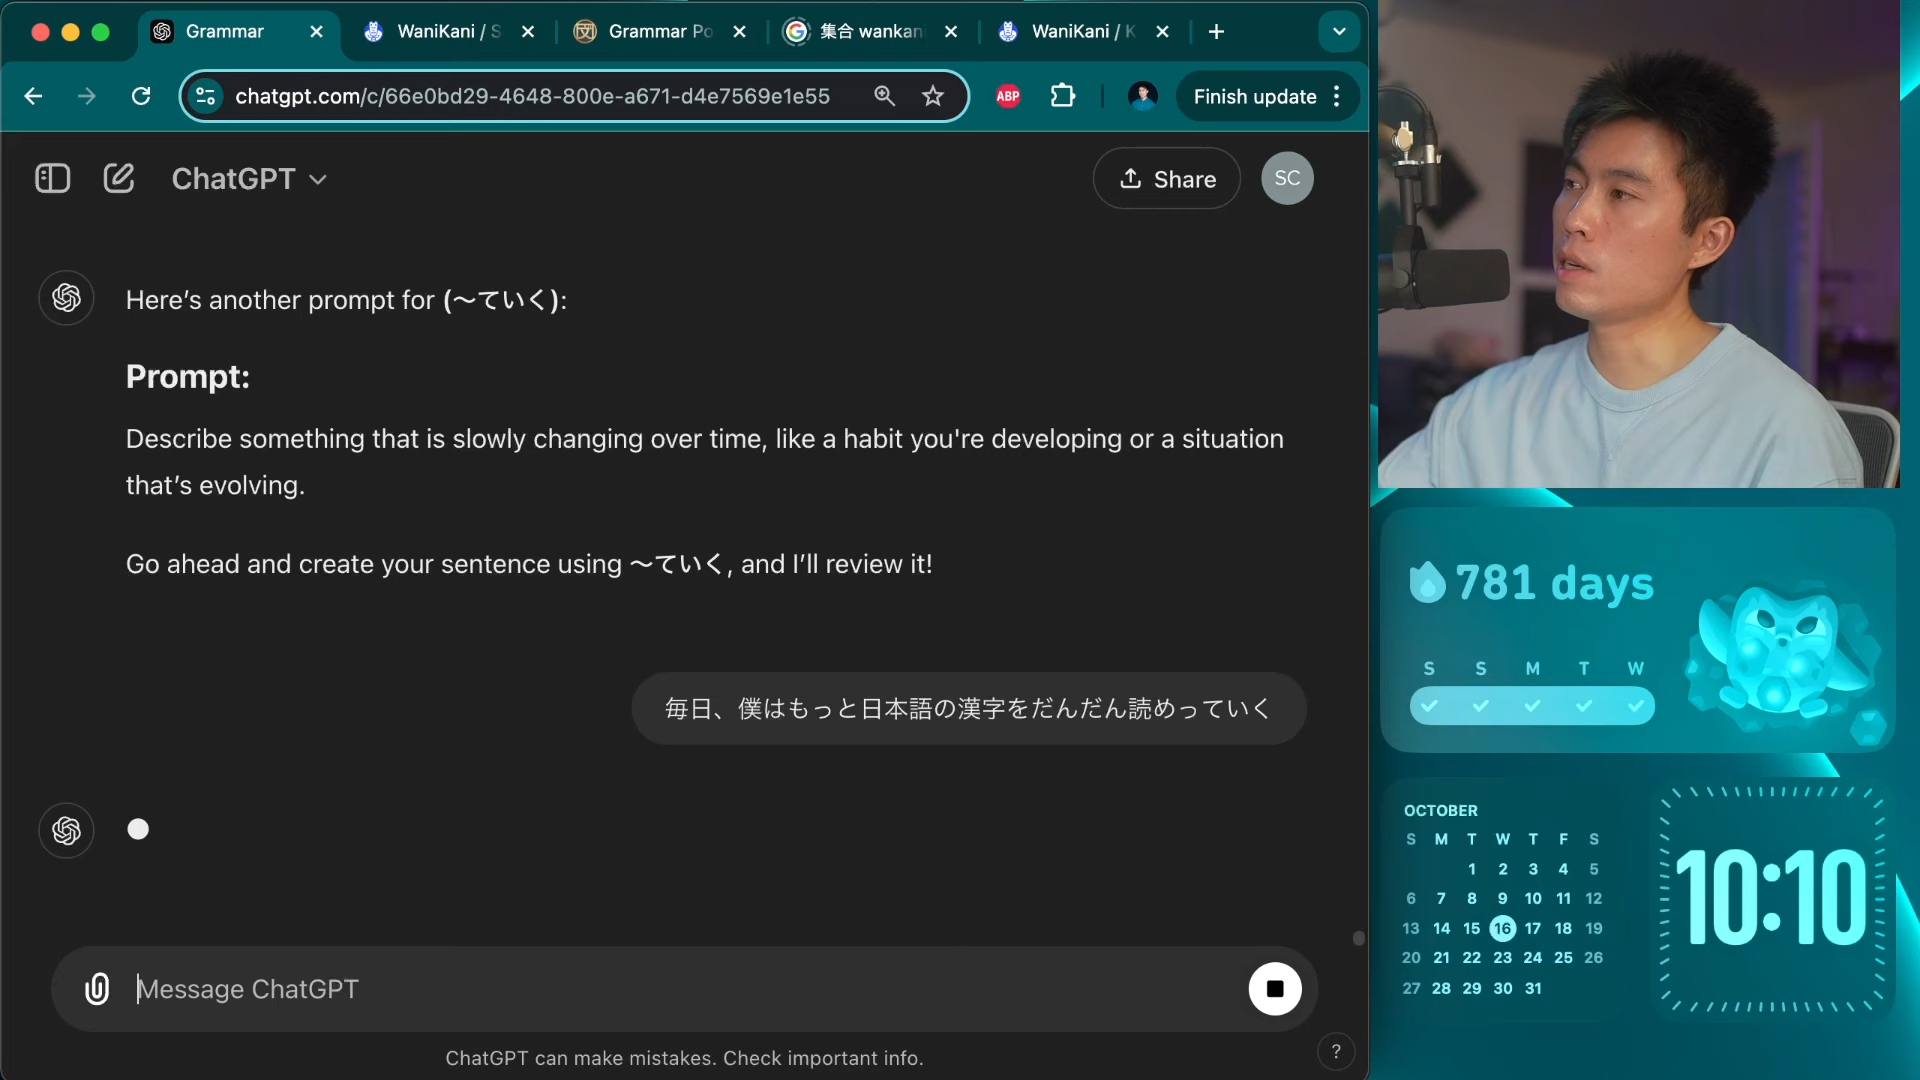 Grammar
WaniKani / S
Grammar Po
集合 wankan
WaniKani / K
chatgpt.com/c/66e0bd29-4648-800e-a671-d4e7569e1e55
ABP
Finish update
ChatGPT
Share
SC
Here's another prompt for (〜ていく):
Prompt:
Describe something that is slowly changing over time, like a habit you're developing or a situation
that's evolving.
Go ahead and create your sentence using 〜ていく, and I'll review it!
毎日、僕はもっと日本語の漢字をだんだん読めっていく
Message ChatGPT
ChatGPT can make mistakes. Check important info.
?
781 days
S S M T W
OCTOBER
S M T W T F S
1 2 3 4 5
6 7 8 9 10 11 12
13 14 15 16 17 18 19
20 21 22 23 24 25 26
27 28 29 30 31
10:10